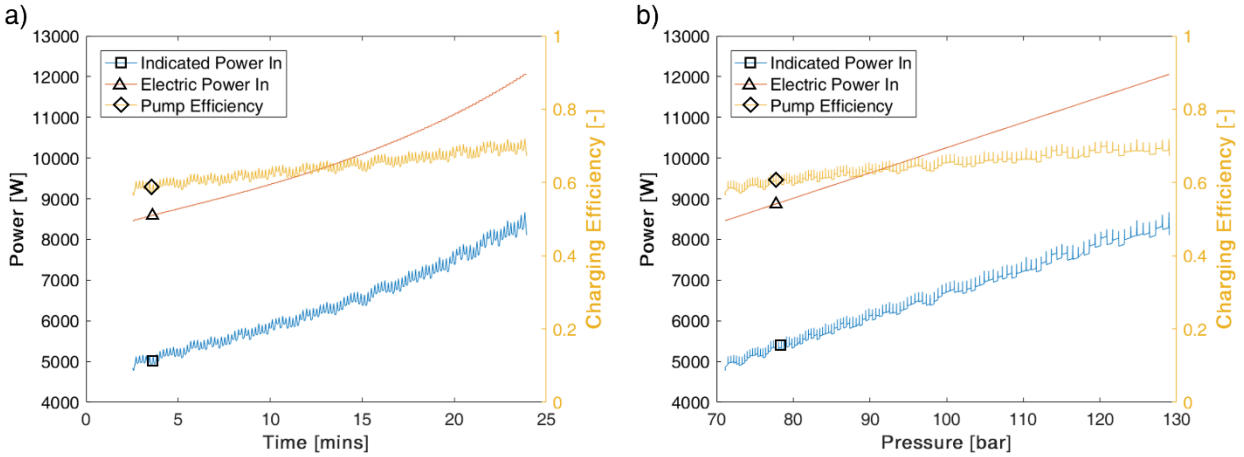 a)
13000
12000
11000
10000
9000
8000
7000
6000
5000
4000
Power [W]
Indicated Power In
Electric Power In
Pump Efficiency
1
0.8
0.6
0.4
0.2
0
Charging Efficiency [-]
0 5 10 15 20 25
Time [mins]
b)
13000
12000
11000
10000
9000
8000
7000
6000
5000
4000
Power [W]
Indicated Power In
Electric Power In
Pump Efficiency
1
0.8
0.6
0.4
0.2
0
Charging Efficiency [-]
70 80 90 100 110 120 130
Pressure [bar]